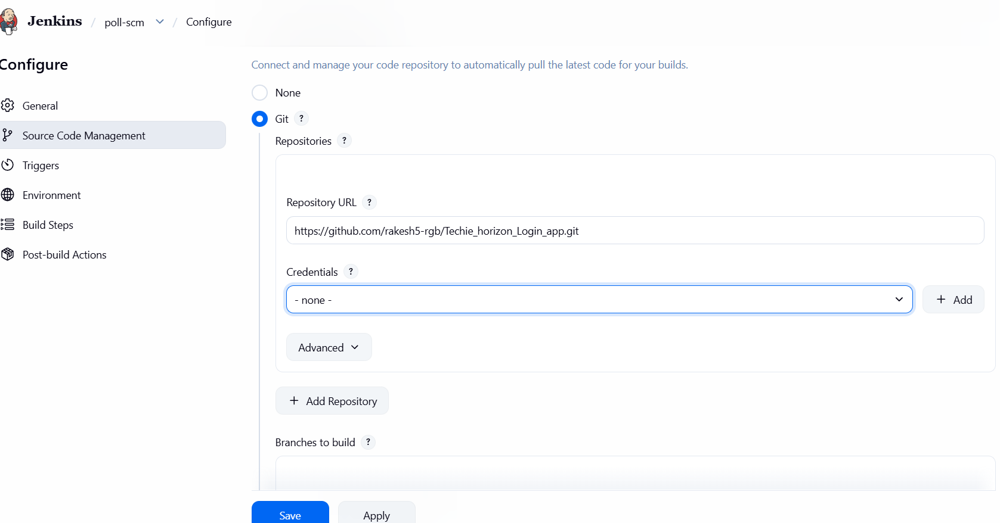 Jenkins / poll-scm / Configure
Configure
General
Source Code Management
Triggers
Environment
Build Steps
Post-build Actions
Connect and manage your code repository to automatically pull the latest code for your builds.
None
Git ?
Repositories ?
Repository URL ?
https://github.com/rakesh5-rgb/Techie_horizon_Login_app.git
Credentials ?
- none -
+ Add
Advanced
+ Add Repository
Branches to build ?
Save
Apply